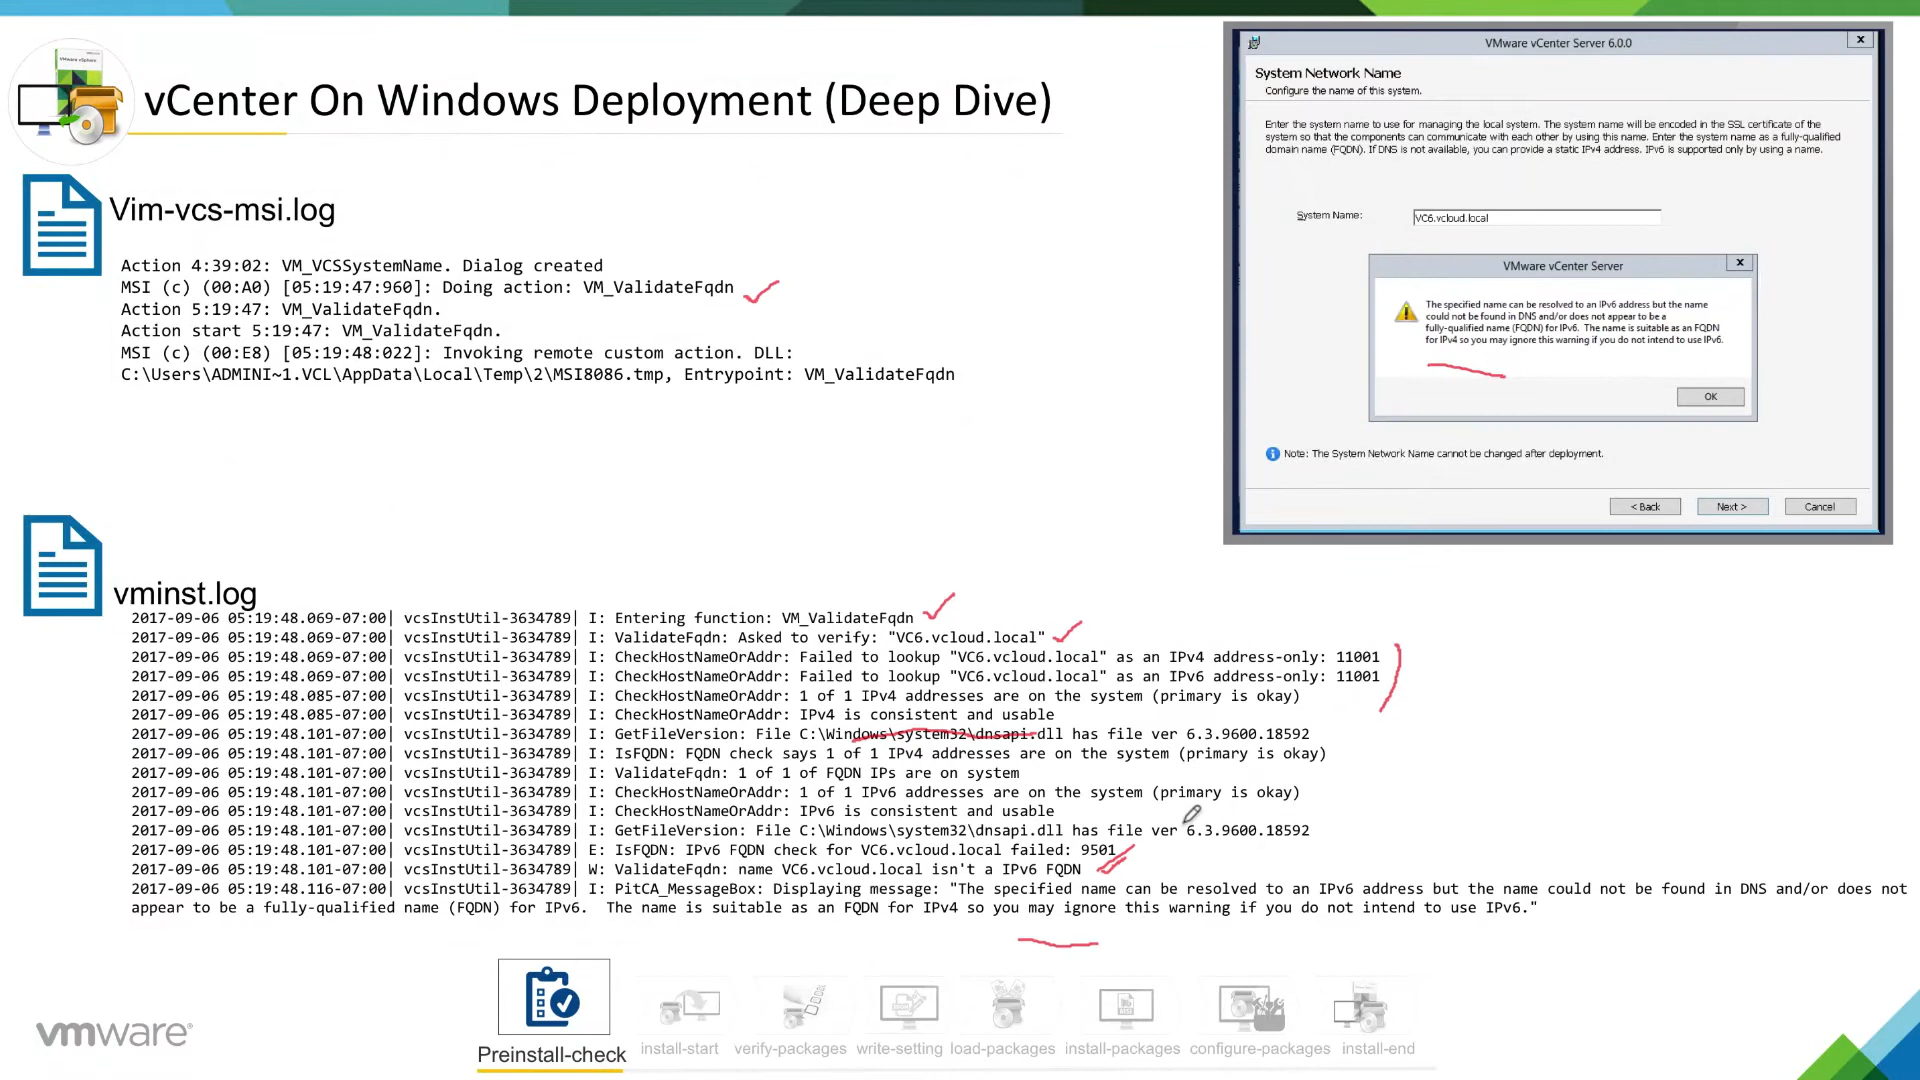 vCenter On Windows Deployment (Deep Dive)
Vim-vcs-msi.log
Action 4:39:02: VM_VCSSystemName. Dialog created
MSI (c) (00:A0) [05:19:47:960]: Doing action: VM_ValidateFqdn
Action 5:19:47: VM_ValidateFqdn.
Action start 5:19:47: VM_ValidateFqdn.
MSI (c) (00:E8) [05:19:48:022]: Invoking remote custom action. DLL:
C:\Users\ADMINI~1.VCL\AppData\Local\Temp\2\MSI8086.tmp, Entrypoint: VM_ValidateFqdn
VMware vCenter Server 6.0.0
System Network Name
Configure the name of this system.
Enter the system name to use for managing the local system. The system name will be encoded in the SSL certificate of the
system so that the components can communicate with each other by using this name. Enter the system name as a fully-qualified
domain name (FQDN). If DNS is not available, you can provide a static IPv4 address. IPv6 is supported only by using a name.
System Name: VC6.vcloud.local
VMware vCenter Server
The specified name can be resolved to an IPv6 address but the name
could not be found in DNS and/or does not appear to be a
fully-qualified name (FQDN) for IPv6. The name is suitable as an FQDN
for IPv4 so you may ignore this warning if you do not intend to use IPv6.
OK
Note: The System Network Name cannot be changed after deployment.
< Back Next > Cancel
vminst.log
2017-09-06 05:19:48.069-07:00| vcsInstUtil-3634789| I: Entering function: VM_ValidateFqdn
2017-09-06 05:19:48.069-07:00| vcsInstUtil-3634789| I: ValidateFqdn: Asked to verify: "VC6.vcloud.local"
2017-09-06 05:19:48.069-07:00| vcsInstUtil-3634789| I: CheckHostNameOrAddr: Failed to lookup "VC6.vcloud.local" as an IPv4 address-only: 11001
2017-09-06 05:19:48.069-07:00| vcsInstUtil-3634789| I: CheckHostNameOrAddr: Failed to lookup "VC6.vcloud.local" as an IPv6 address-only: 11001
2017-09-06 05:19:48.085-07:00| vcsInstUtil-3634789| I: CheckHostNameOrAddr: 1 of 1 IPv4 addresses are on the system (primary is okay)
2017-09-06 05:19:48.085-07:00| vcsInstUtil-3634789| I: CheckHostNameOrAddr: IPv4 is consistent and usable
2017-09-06 05:19:48.101-07:00| vcsInstUtil-3634789| I: GetFileVersion: File C:\Windows\system32\dnsapi.dll has file ver 6.3.9600.18592
2017-09-06 05:19:48.101-07:00| vcsInstUtil-3634789| I: IsFQDN: FQDN check says 1 of 1 IPv4 addresses are on the system (primary is okay)
2017-09-06 05:19:48.101-07:00| vcsInstUtil-3634789| I: ValidateFqdn: 1 of 1 of FQDN IPs are on system
2017-09-06 05:19:48.101-07:00| vcsInstUtil-3634789| I: CheckHostNameOrAddr: 1 of 1 IPv6 addresses are on the system (primary is okay)
2017-09-06 05:19:48.101-07:00| vcsInstUtil-3634789| I: CheckHostNameOrAddr: IPv6 is consistent and usable
2017-09-06 05:19:48.101-07:00| vcsInstUtil-3634789| I: GetFileVersion: File C:\Windows\system32\dnsapi.dll has file ver 6.3.9600.18592
2017-09-06 05:19:48.101-07:00| vcsInstUtil-3634789| E: IsFQDN: IPv6 FQDN check for VC6.vcloud.local failed: 9501
2017-09-06 05:19:48.101-07:00| vcsInstUtil-3634789| W: ValidateFqdn: name VC6.vcloud.local isn't a IPv6 FQDN
2017-09-06 05:19:48.116-07:00| vcsInstUtil-3634789| I: PitCA_MessageBox: Displaying message: "The specified name can be resolved to an IPv6 address but the name could not be found in DNS and/or does not
appear to be a fully-qualified name (FQDN) for IPv6.  The name is suitable as an FQDN for IPv4 so you may ignore this warning if you do not intend to use IPv6."
vmware®
Preinstall-check install-start verify-packages write-setting load-packages install-packages configure-packages install-end